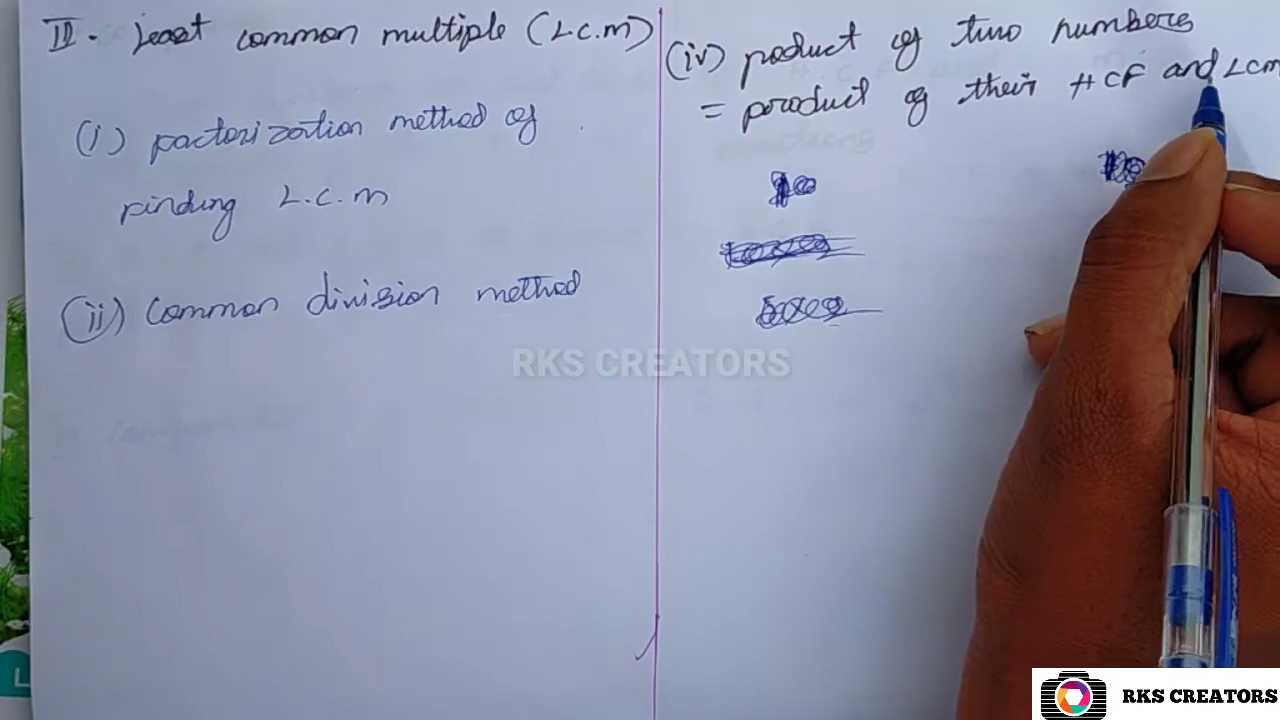 II. Least common multiple (L.C.M)
(i) Factorization method of
Finding L.C.M
(ii) Common division method
(iv) product of two numbers
= product of their HCF and LCM
RKS CREATORS
RKS CREATORS
L